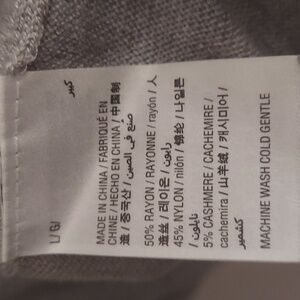 كبير
L / G /
MADE IN CHINA / FABRIQUÉ EN
CHINE / HECHO EN CHINA / 中国制
造 / 중국산 / صنع في الصين
50% RAYON / RAYONNE / rayón / 人
造丝 / 레이온 / رايون
45% NYLON / nilón / 锦纶 / 나일론
/ نايلون
5% CASHMERE / CACHEMIRE /
cachemira / 山羊绒 / 캐시미어 /
كشمير
MACHINE WASH COLD GENTLE